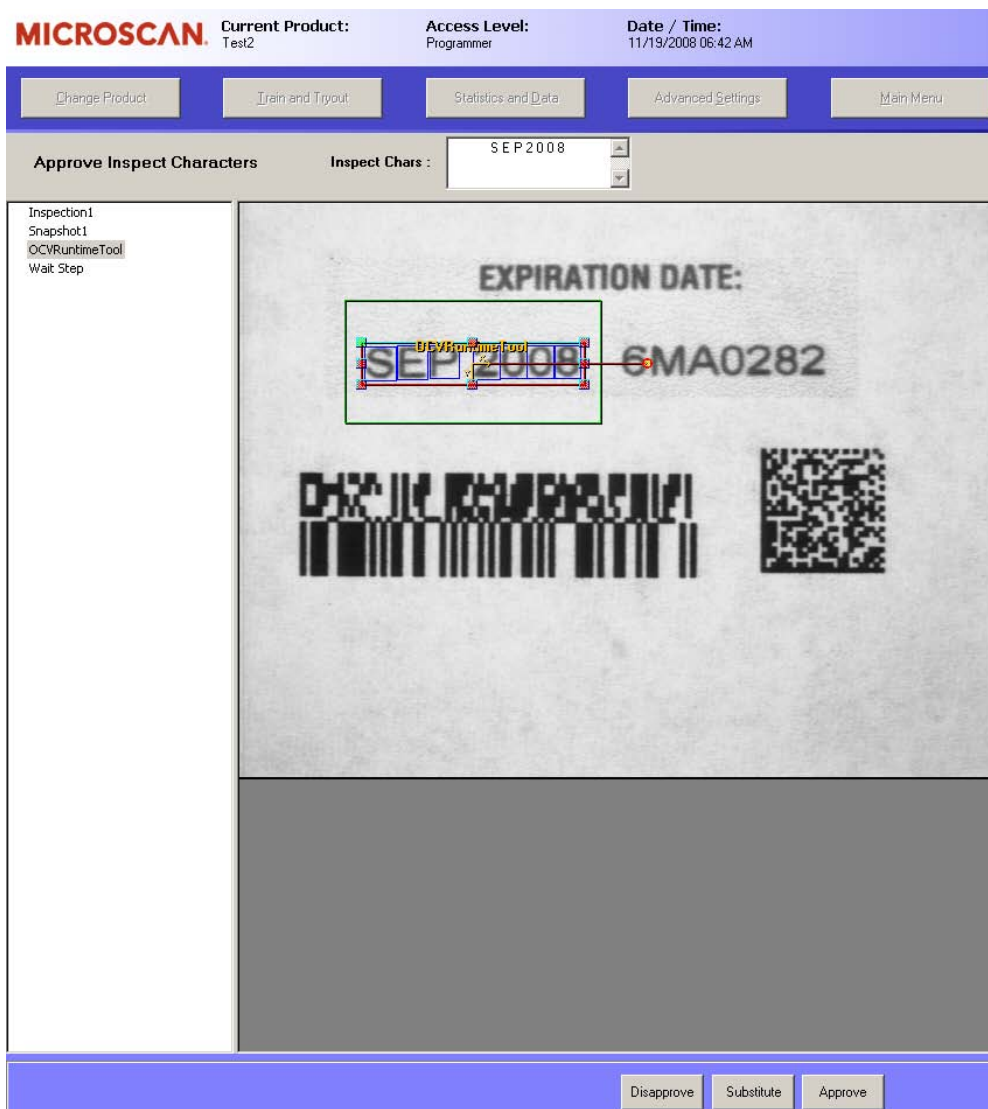 MICROSCAN.
Current Product:
Test2
Access Level:
Programmer
Date / Time:
11/19/2008 06:42 AM
Change Product
Train and Tryout
Statistics and Data
Advanced Settings
Main Menu
Approve Inspect Characters
Inspect Chars :
SEP2008
Inspection1
Snapshot1
OCVRuntimeTool
Wait Step
EXPIRATION DATE:
OCVRuntimeTool
SEP 2008 6MA0282
Disapprove
Substitute
Approve